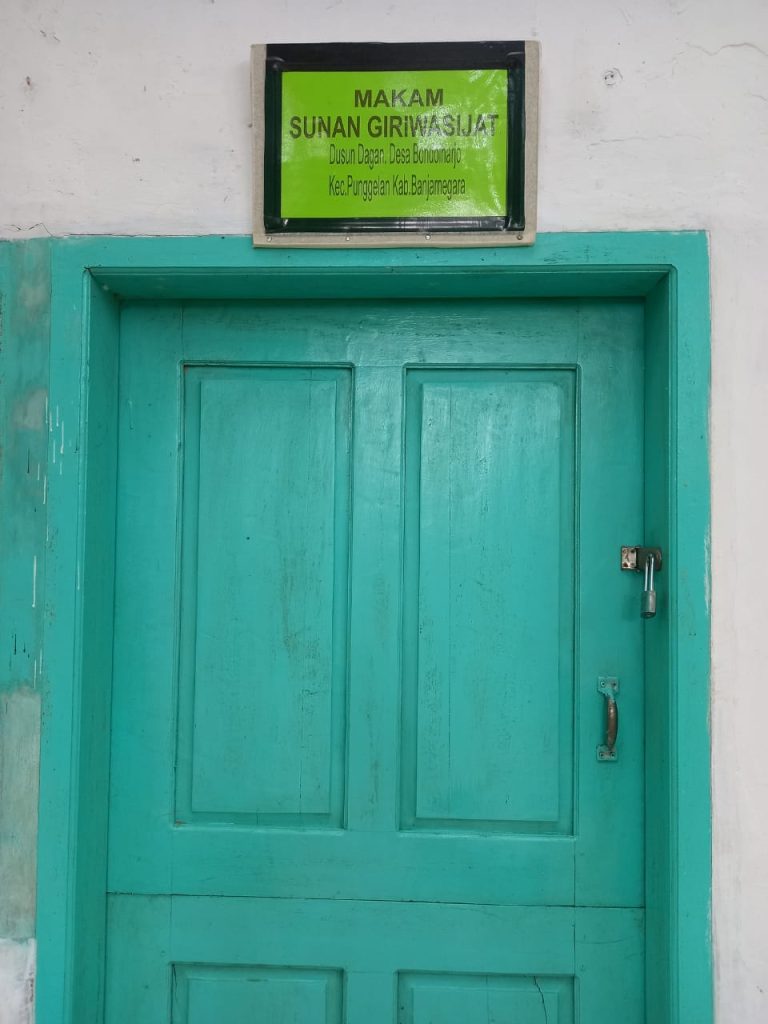 MAKAM
SUNAN GIRIWASIJAT
Dusun Dagan. Desa Bondolharjo
Kec.Punggelan Kab.Banjarnegara